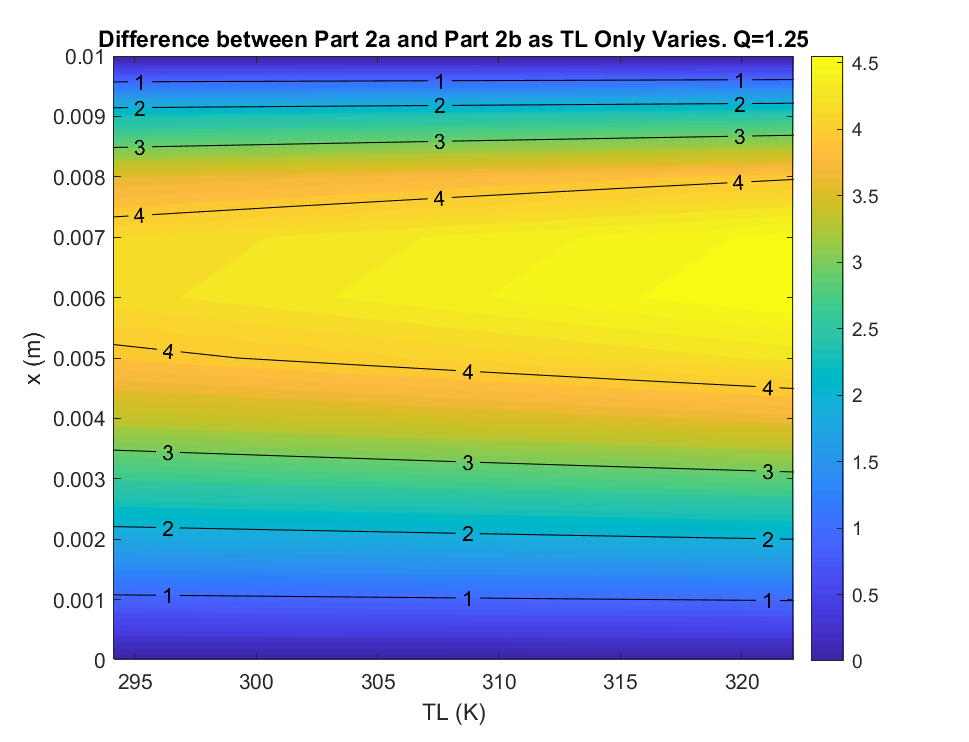 Difference between Part 2a and Part 2b as TL Only Varies. Q=1.25
0.01
0.009
0.008
0.007
0.006
0.005
0.004
0.003
0.002
0.001
0
x (m)
1 1 1
2 2 2
3 3 3
4 4 4
4 4 4
3 3 3
2 2 2
1 1 1
295 300 305 310 315 320
TL (K)
4.5
4
3.5
3
2.5
2
1.5
1
0.5
0